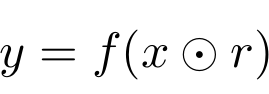 y = f(x ⊙ r)